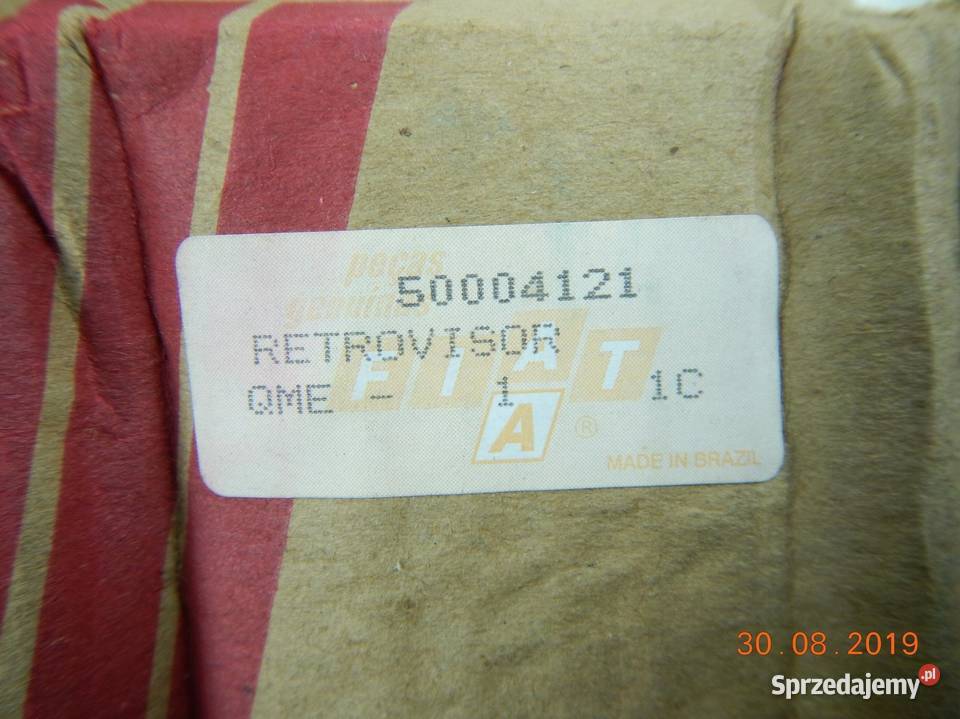 peças
genuínas
50004121
RETROVISOR
FIAT
QME - 1 1C
A ®
MADE IN BRAZIL
30.08.2019
Sprzedajemy.pl